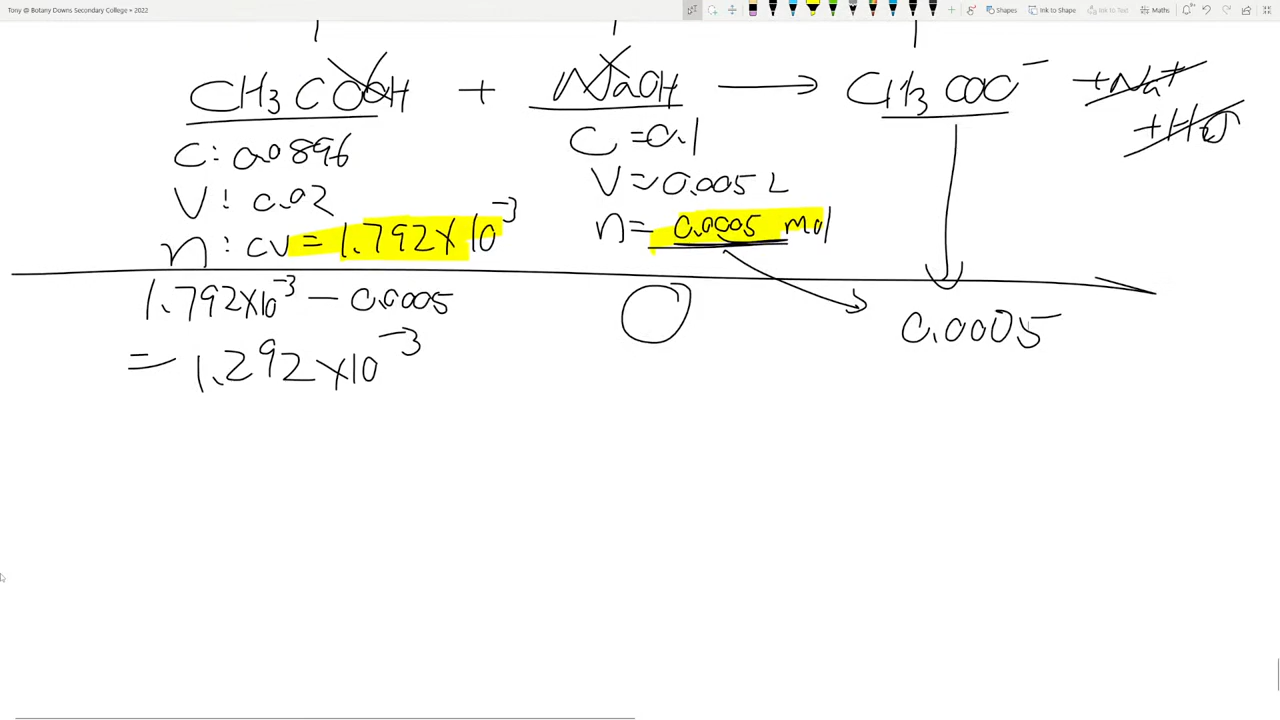 Tony @ Botany Downs Secondary College • 2022
Shapes Ink to Shape Ink to Text Maths
CH3COOH + NaOH → CH3COO⁻ + Na⁺
+ H2O
C: 0.0896 C = 0.1
V: 0.02 V = 0.005 L
n: CV = 1.792×10⁻³ n = 0.0005 mol
1.792×10⁻³ − 0.0005 0 0.0005
= 1.292×10⁻³